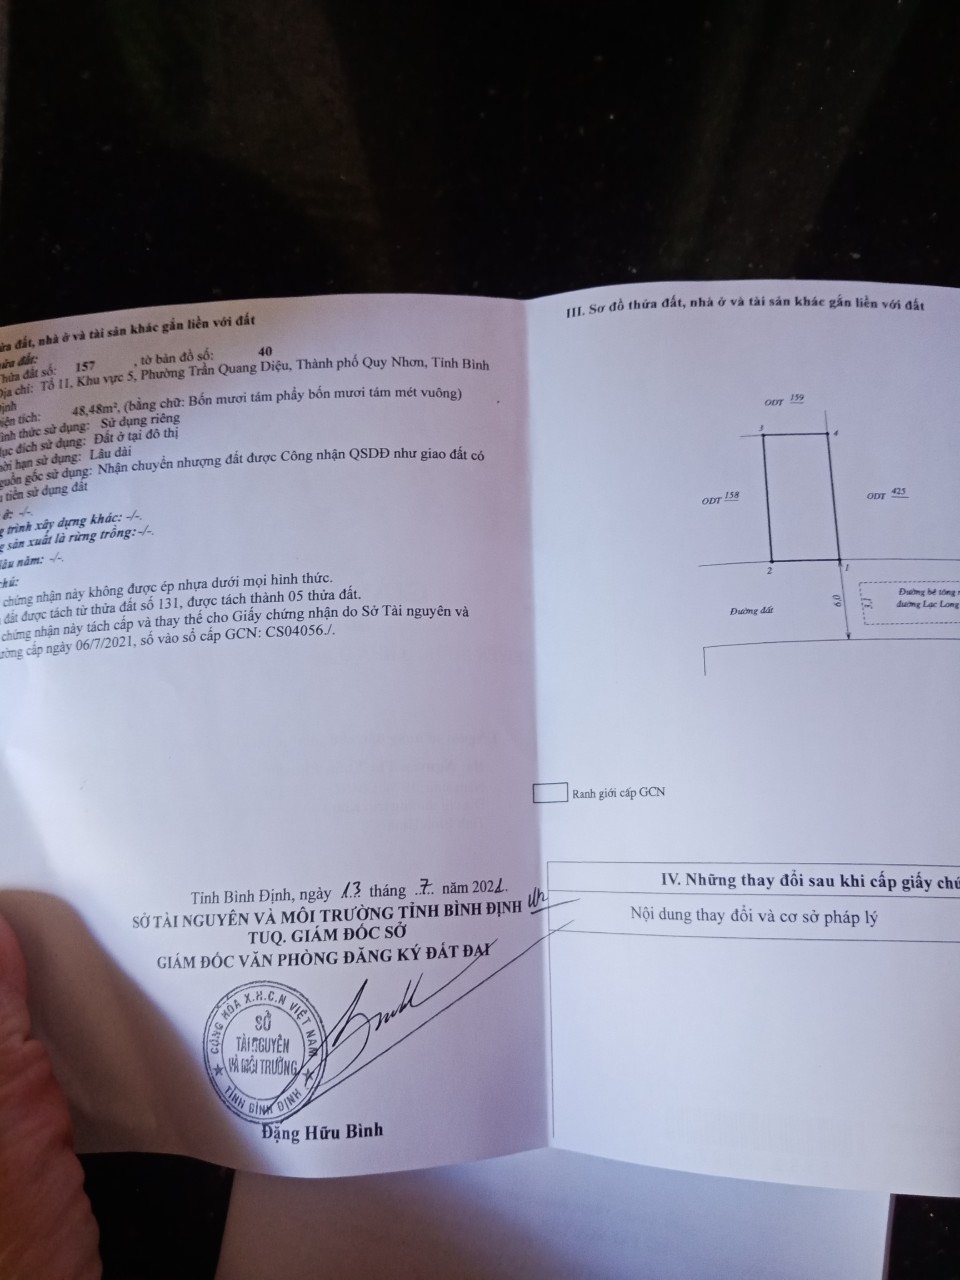 ửa đất, nhà ở và tài sản khác gắn liền với đất
ửa đất:
Thửa đất số: 157 , tờ bản đồ số: 40
Địa chỉ: Tổ 11, Khu vực 5, Phường Trần Quang Diệu, Thành phố Quy Nhơn, Tỉnh Bình
Định
iện tích: 48,48m², (bằng chữ: Bốn mươi tám phẩy bốn mươi tám mét vuông)
ình thức sử dụng: Sử dụng riêng
ục đích sử dụng: Đất ở tại đô thị
hời hạn sử dụng: Lâu dài
guồn gốc sử dụng: Nhận chuyển nhượng đất được Công nhận QSDĐ như giao đất có
tiền sử dụng đất
ở: -/-.
g trình xây dựng khác: -/-.
g sản xuất là rừng trồng: -/-.
lâu năm: -/-.
chú:
chứng nhận này không được ép nhựa dưới mọi hình thức.
đất được tách từ thửa đất số 131, được tách thành 05 thửa đất.
chứng nhận này tách cấp và thay thế cho Giấy chứng nhận do Sở Tài nguyên và
ường cấp ngày 06/7/2021, số vào sổ cấp GCN: CS04056./.
Tỉnh Bình Định, ngày 13 tháng 7 năm 2021.
SỞ TÀI NGUYÊN VÀ MÔI TRƯỜNG TỈNH BÌNH ĐỊNH
TUQ. GIÁM ĐỐC SỞ
GIÁM ĐỐC VĂN PHÒNG ĐĂNG KÝ ĐẤT ĐAI
CỘNG HÒA X.H.C.N VIỆT NAM
SỞ
TÀI NGUYÊN
VÀ MÔI TRƯỜNG
TỈNH BÌNH ĐỊNH
Đặng Hữu Bình
III. Sơ đồ thửa đất, nhà ở và tài sản khác gắn liền với đất
ODT 159
3
4
ODT 158
ODT 425
2
1
Đường đất
6.0
3.1
Đường bê tông
đường Lạc Long
Ranh giới cấp GCN
IV. Những thay đổi sau khi cấp giấy chứ
Nội dung thay đổi và cơ sở pháp lý